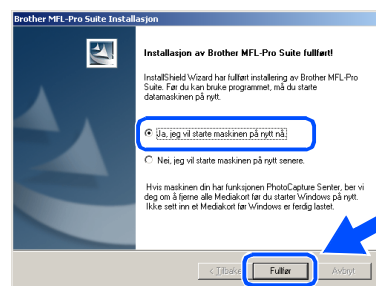 Brother MFL-Pro Suite Installasjon
Installasjon av Brother MFL-Pro Suite fullført!
InstallShield Wizard har fullført installering av Brother MFL-Pro
Suite. Før du kan bruke programmet, må du starte
datamaskinen på nytt.
Ja, jeg vil starte maskinen på nytt nå.
Nei, jeg vil starte maskinen på nytt senere.
Hvis maskinen din har funksjonen PhotoCapture Senter, ber vi
deg om å fjerne alle Mediakort før du starter Windows på nytt.
Ikke sett inn et Mediakort før Windows er ferdig lastet.
< Tilbake Fullfør Avbryt